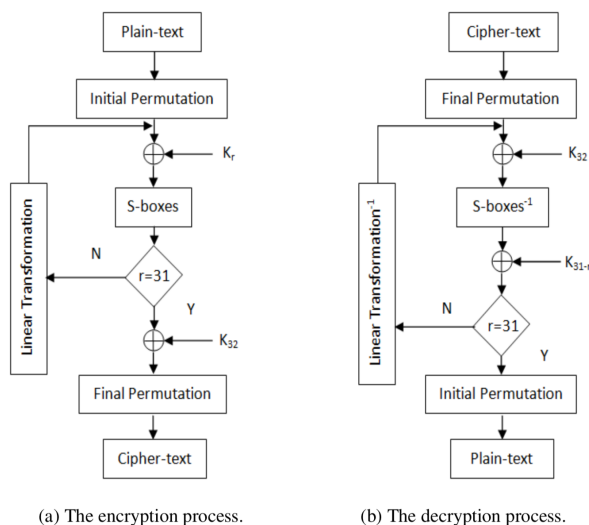 Plain-text
Initial Permutation
K_r
S-boxes
Linear Transformation
N
r=31
Y
K_32
Final Permutation
Cipher-text
(a) The encryption process.
Cipher-text
Final Permutation
K_32
S-boxes^-1
Linear Transformation^-1
K_31-r
N
r=31
Y
Initial Permutation
Plain-text
(b) The decryption process.